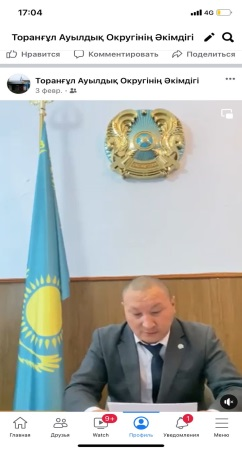 17:04
4G
Торанғұл Ауылдық Округінің Әкімдігі
Нравится Комментировать Поделиться
Торанғұл Ауылдық Округінің Әкімдігі
3 февр. ·
9+ 1
Главная Друзья Watch Профиль Уведомления Меню